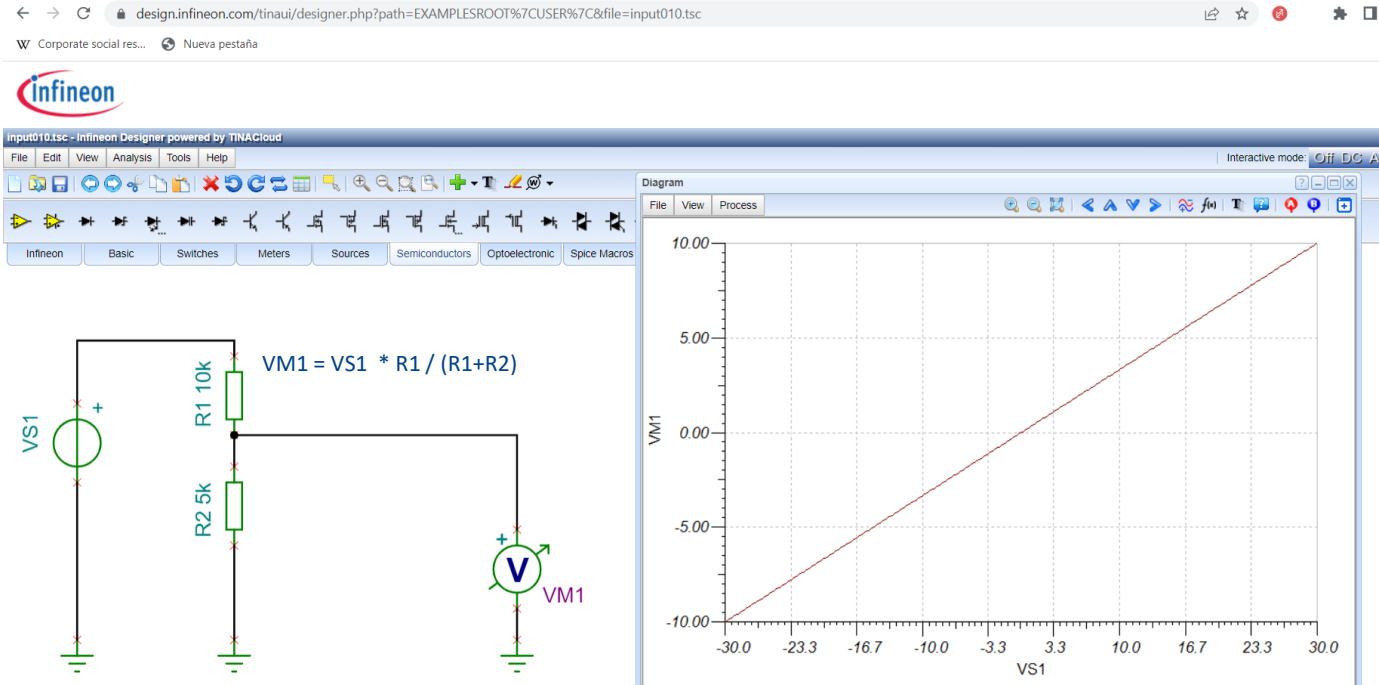 design.infineon.com/tinaui/designer.php?path=EXAMPLESROOT%7CUSER%7C&file=input010.tsc
W Corporate social res... Nueva pestaña
infineon
input010.tsc - Infineon Designer powered by TINACloud
File Edit View Analysis Tools Help
Interactive mode: Off DC A
Diagram
File View Process
Infineon Basic Switches Meters Sources Semiconductors Optoelectronic Spice Macros
VM1 = VS1 * R1 / (R1+R2)
VS1
+
R1 10k
R2 5k
+
V
VM1
10.00
5.00
0.00
-5.00
-10.00
VM1
-30.0 -23.3 -16.7 -10.0 -3.3 3.3 10.0 16.7 23.3 30.0
VS1